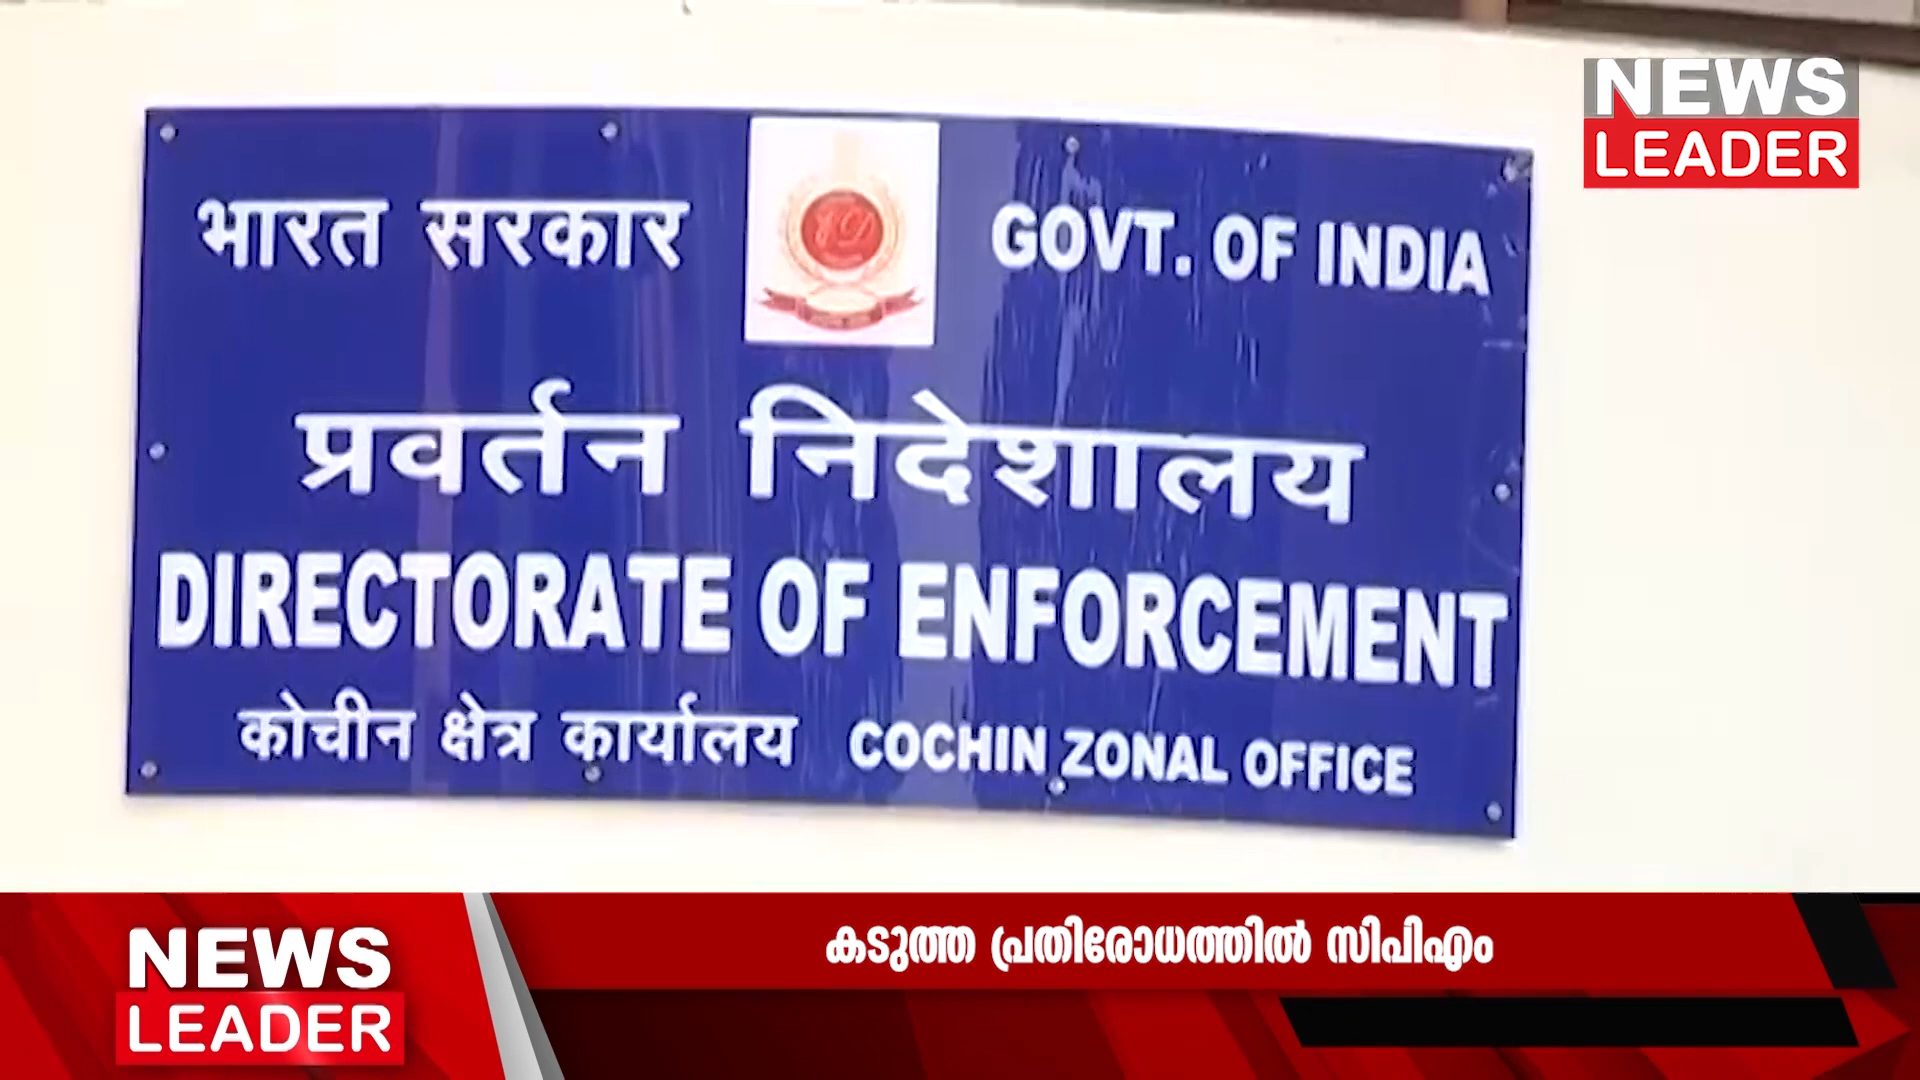 NEWS
LEADER
भारत सरकार GOVT. OF INDIA
प्रवर्तन निदेशालय
DIRECTORATE OF ENFORCEMENT
कोचीन क्षेत्र कार्यालय COCHIN ZONAL OFFICE
NEWS
LEADER
കടുത്ത പ്രതിരോധത്തിൽ സിപിഎം